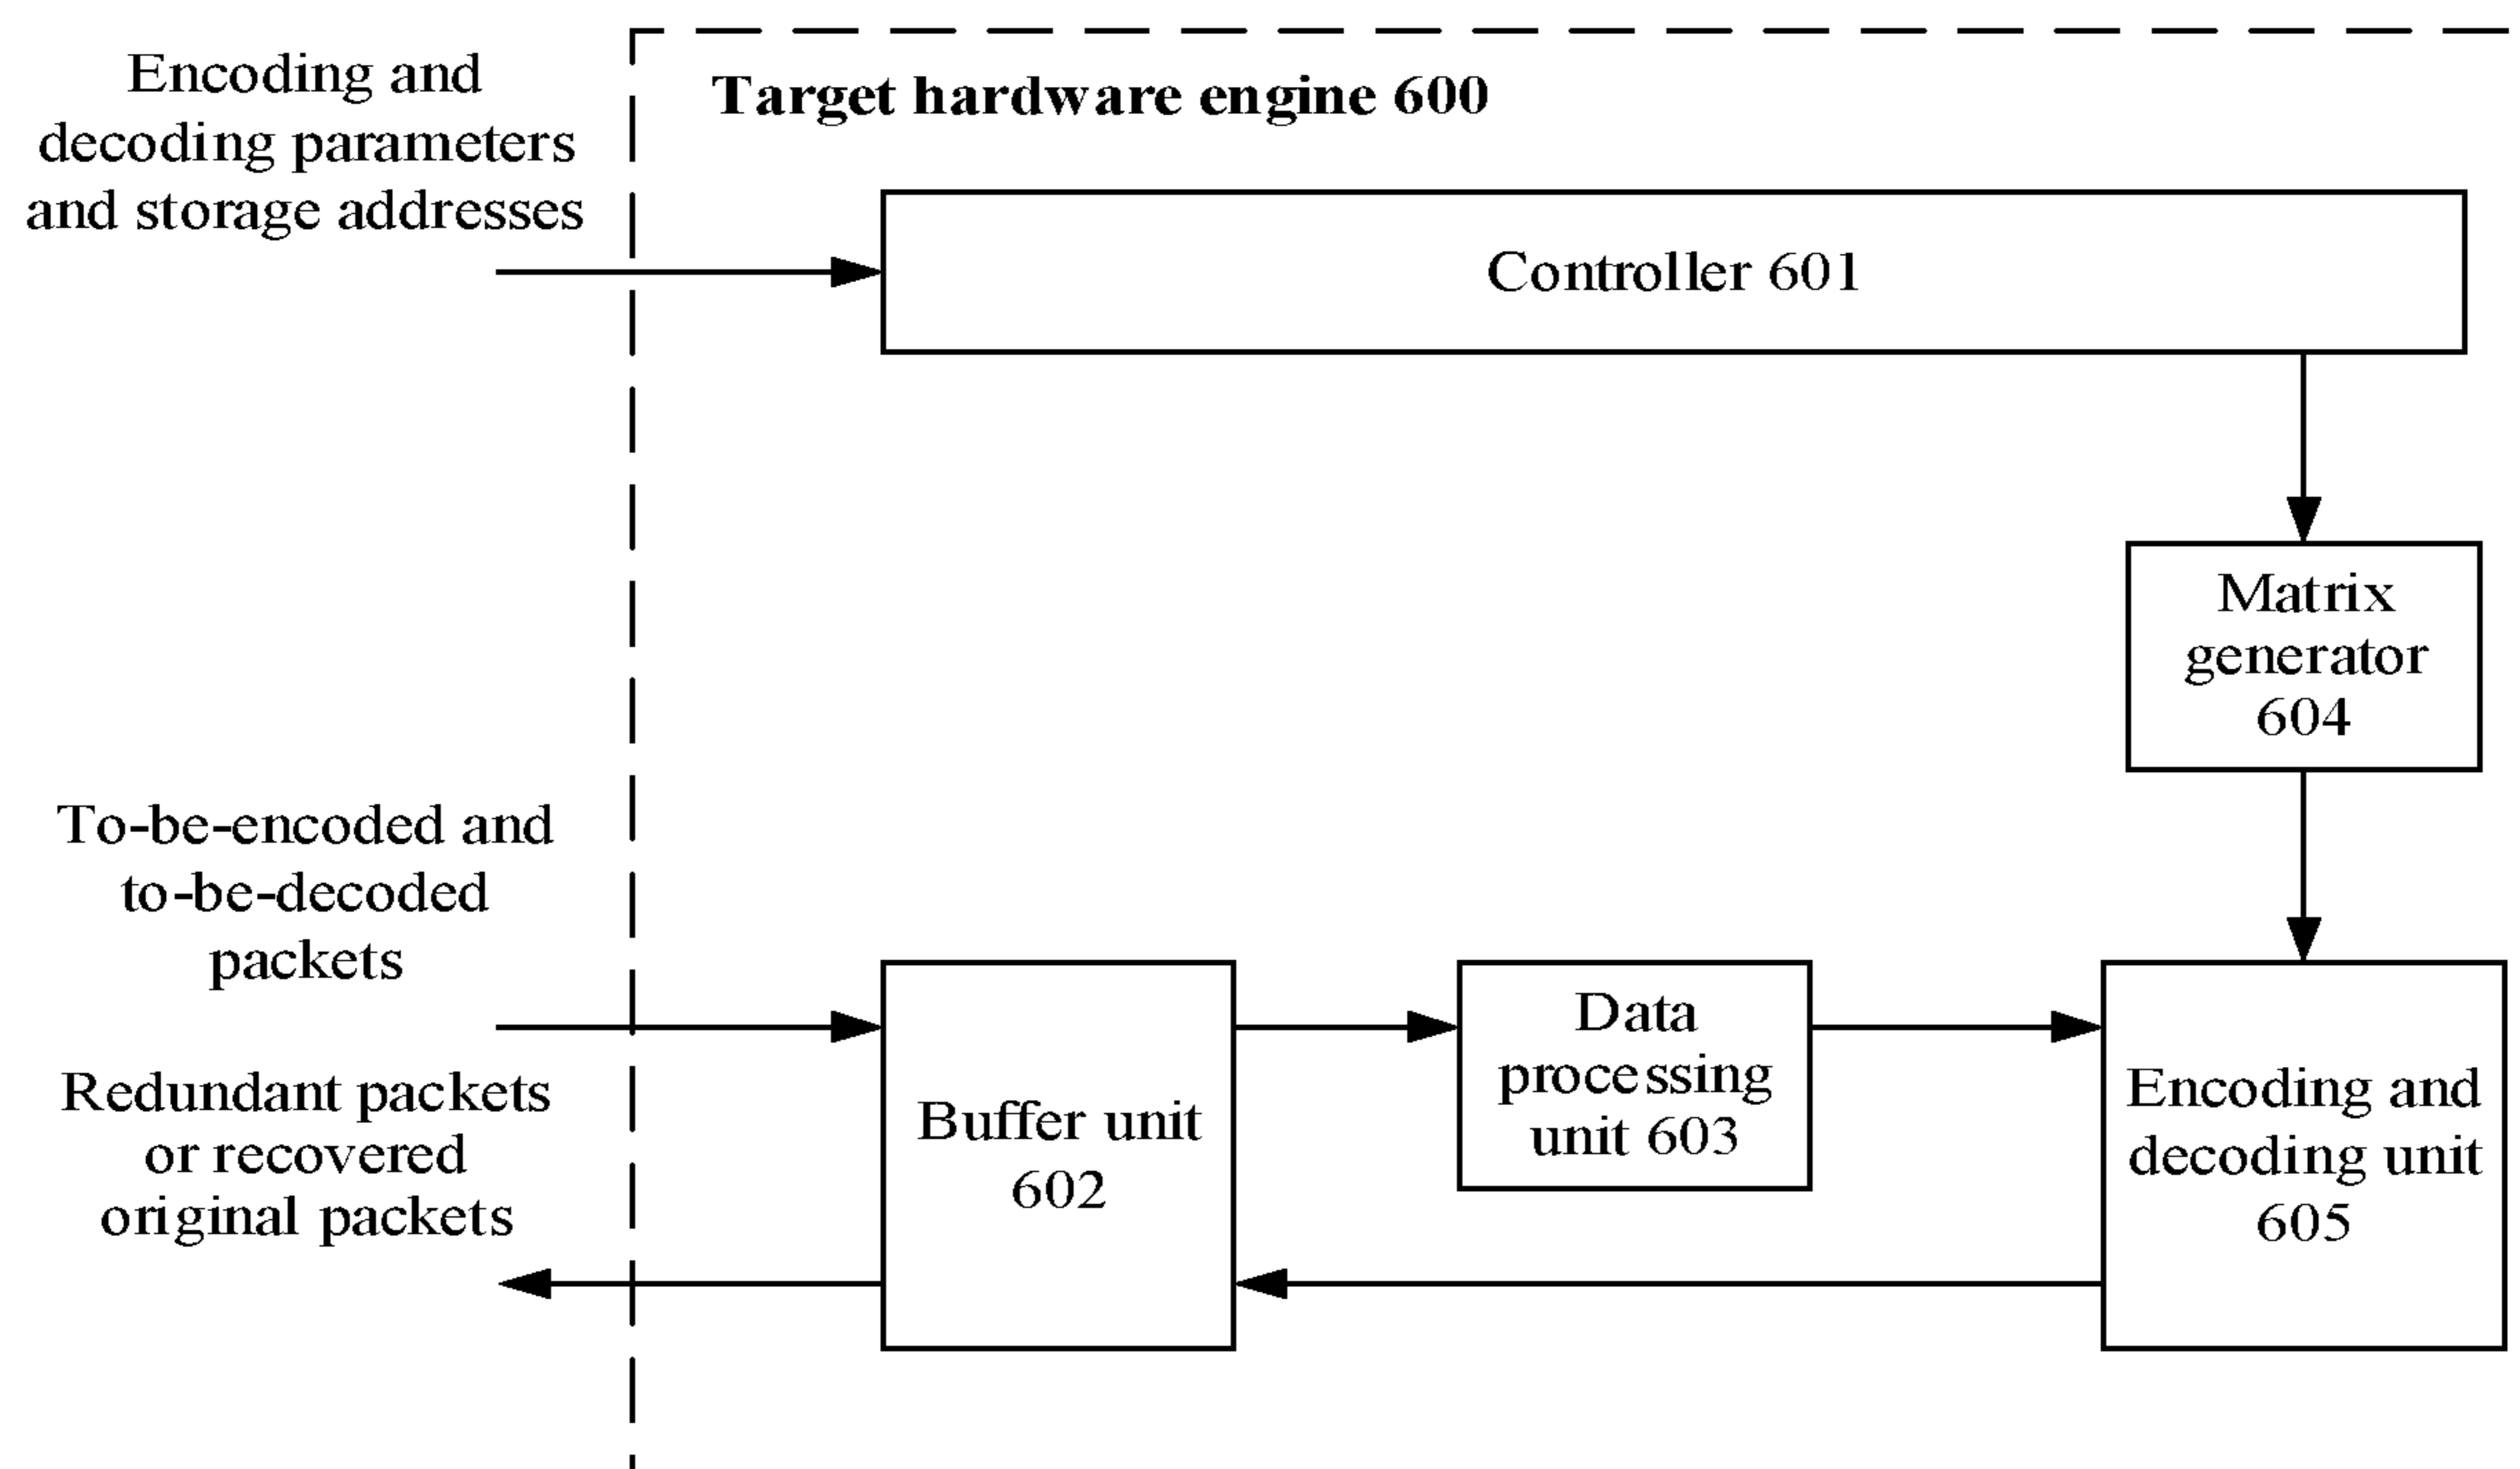 Encoding and
decoding parameters
and storage addresses
Target hardware engine 600
Controller 601
Matrix
generator
604
To-be-encoded and
to-be-decoded
packets
Redundant packets
or recovered
original packets
Buffer unit
602
Data
processing
unit 603
Encoding and
decoding unit
605